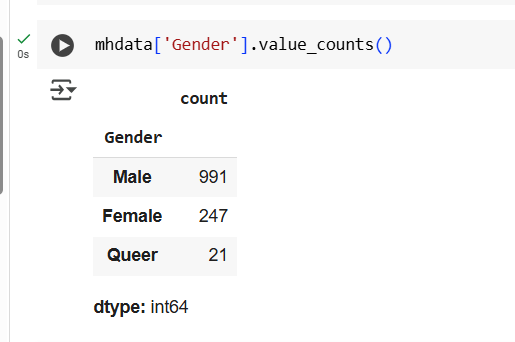 mhdata['Gender'].value_counts()
0s
count
Gender
Male 991
Female 247
Queer 21
dtype: int64